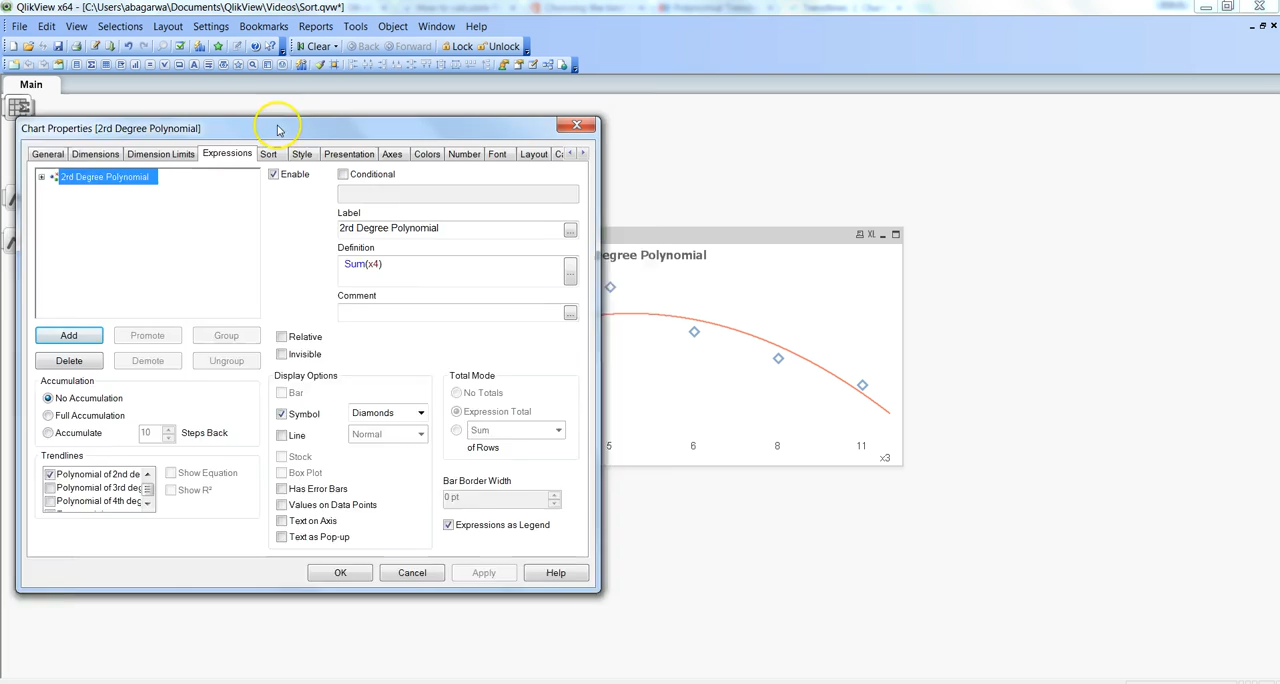 QlikView x64 - [C:\Users\abagarwa\Documents\QlikView\Videos\Sort.qvw*]
File Edit View Selections Layout Settings Bookmarks Reports Tools Object Window Help
Clear Back Forward Lock Unlock
Main
Chart Properties [2rd Degree Polynomial]
General Dimensions Dimension Limits Expressions Sort Style Presentation Axes Colors Number Font Layout Ca
2rd Degree Polynomial
Enable
Conditional
Label
2rd Degree Polynomial
...
Definition
Sum(x4)
...
Comment
...
Add Promote Group
Delete Demote Ungroup
Relative
Invisible
Accumulation
No Accumulation
Full Accumulation
Accumulate 10 Steps Back
Trendlines
Polynomial of 2nd de
Polynomial of 3rd deg
Polynomial of 4th deg
Show Equation
Show R²
Display Options
Bar
Symbol Diamonds
Line Normal
Stock
Box Plot
Has Error Bars
Values on Data Points
Text on Axis
Text as Pop-up
Total Mode
No Totals
Expression Total
Sum
of Rows
Bar Border Width
0 pt
Expressions as Legend
OK Cancel Apply Help
XL
egree Polynomial
5 6 8 11
x3